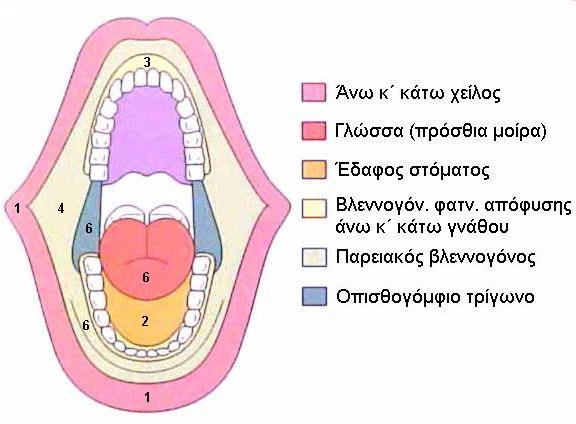 3
Άνω κ΄ κάτω χείλος
Γλώσσα (πρόσθια μοίρα)
Έδαφος στόματος
Βλεννογόν. φατν. απόφυσης
άνω κ΄ κάτω γνάθου
Παρειακός βλεννογόνος
Οπισθογόμφιο τρίγωνο
1
4
6
6
2
6
1